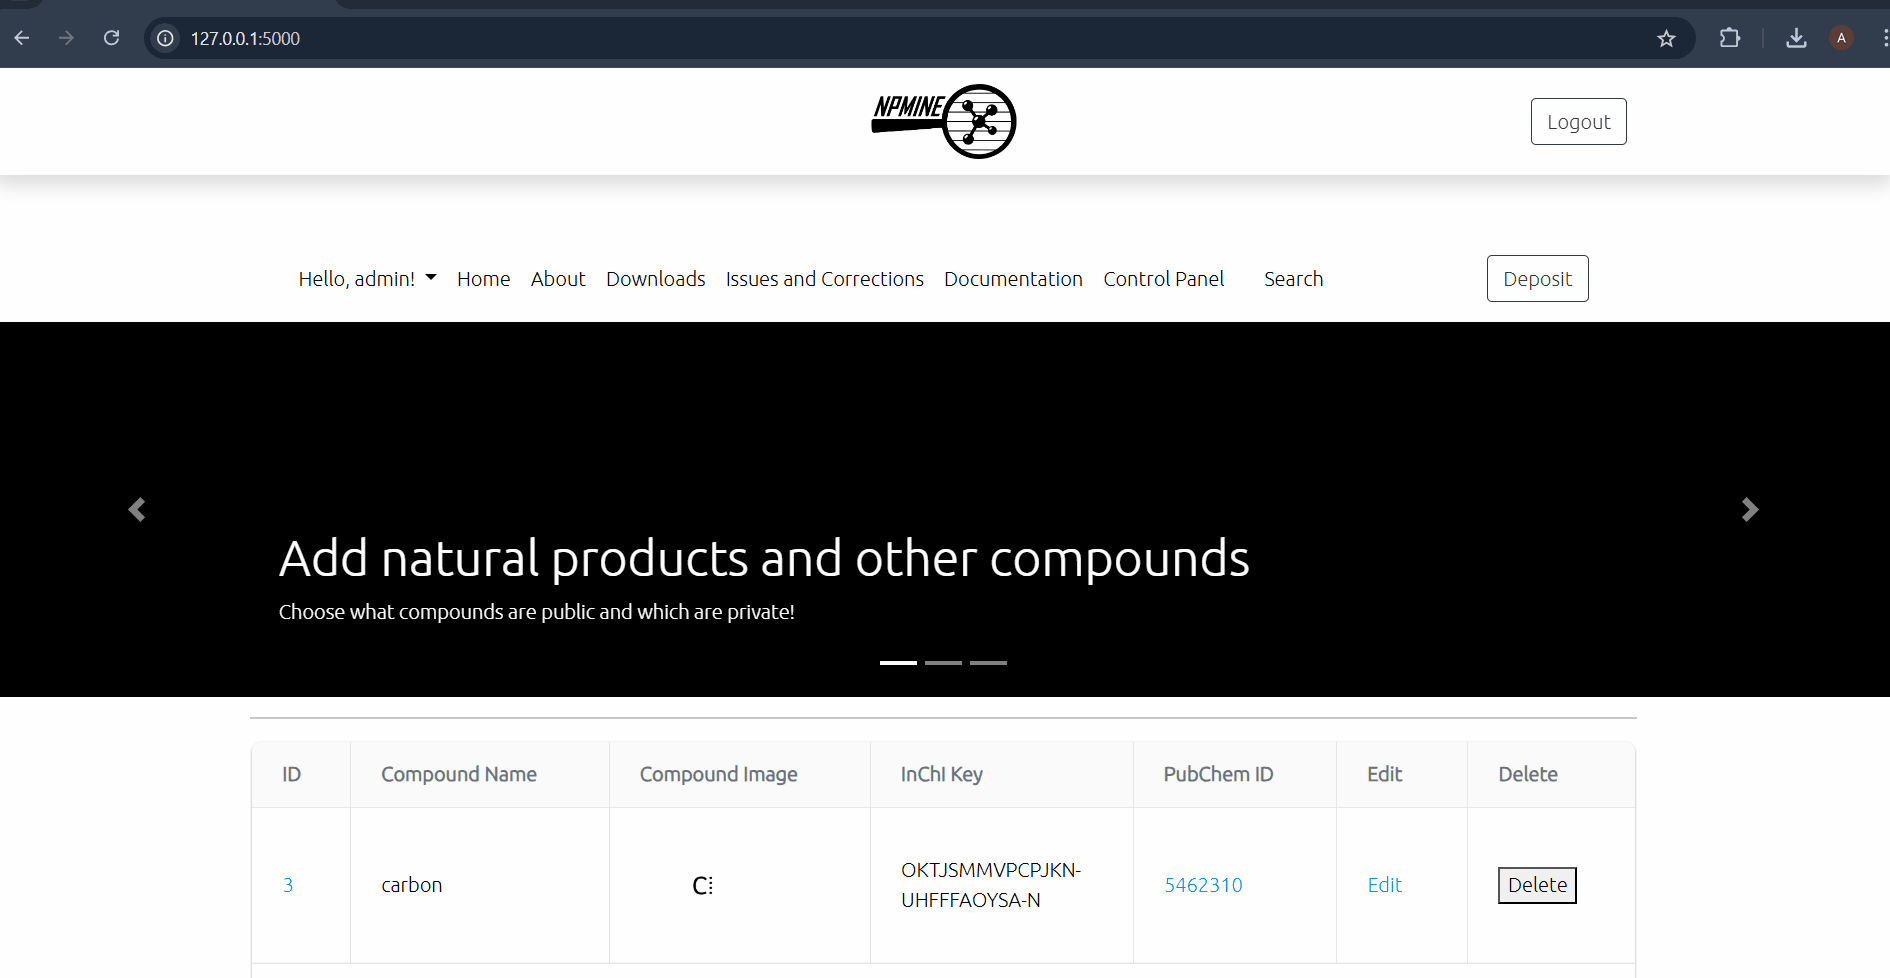 127.0.0.1:5000
A
NPMINE
Logout
Hello, admin! Home About Downloads Issues and Corrections Documentation Control Panel Search Deposit
Add natural products and other compounds
Choose what compounds are public and which are private!
ID Compound Name Compound Image InChI Key PubChem ID Edit Delete
3 carbon C OKTJSMMVPCPJKN-
UHFFFAOYSA-N 5462310 Edit Delete